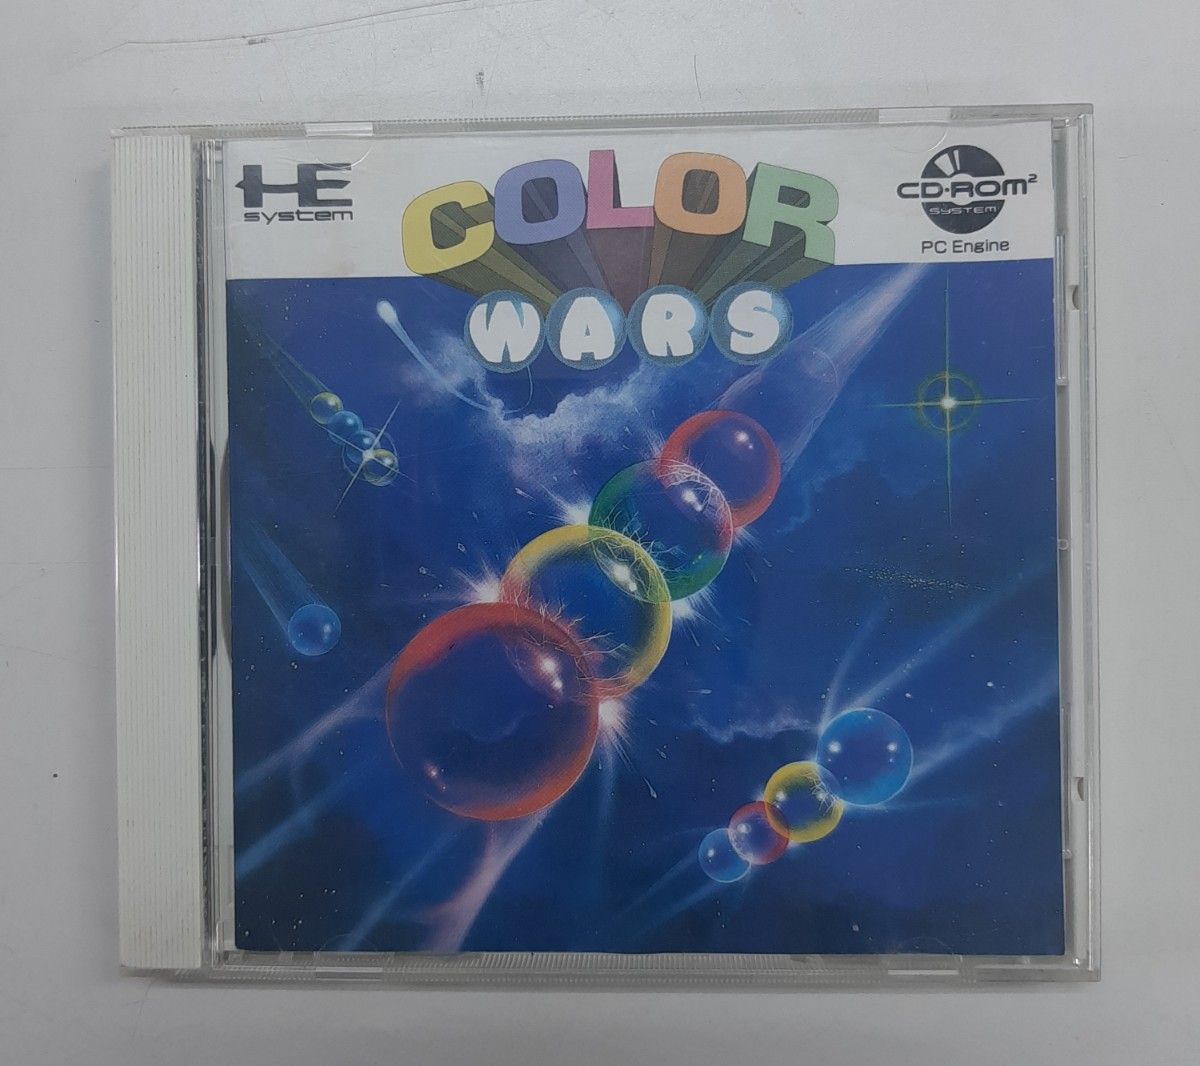 HE
system
COLOR
WARS
CD-ROM²
SYSTEM
PC Engine